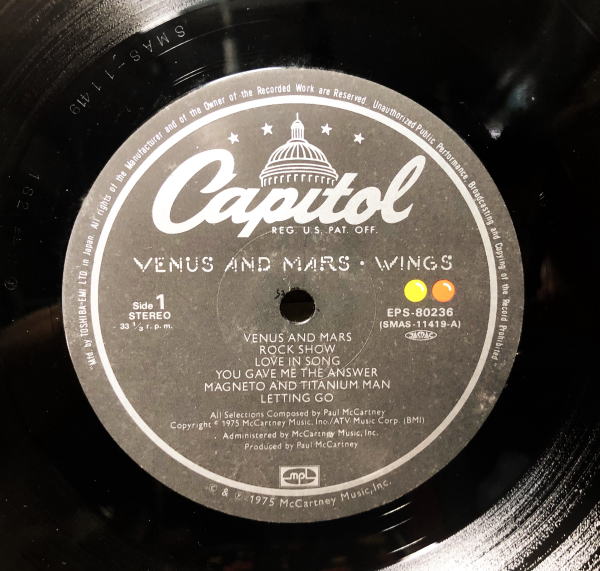 SMAS-11419
Mfd by TOSHIBA-EMI LTD in Japan. All rights of the Manufacturer and of the Owner of the Recorded Work are Reserved. Unauthorized Public Performance, Broadcasting and Copying of the Record Prohibited
Capitol
REG. U.S. PAT. OFF.
VENUS AND MARS · WINGS
Side 1
STEREO
33 1/3 r. p. m.
EPS-80236
(SMAS-11419-A)
VENUS AND MARS
ROCK SHOW
LOVE IN SONG
YOU GAVE ME THE ANSWER
MAGNETO AND TITANIUM MAN
LETTING GO
All Selections Composed by Paul McCartney
Copyright © 1975 McCartney Music, Inc./ATV Music Corp. (BMI)
Administered by McCartney Music, Inc.
Produced by Paul McCartney
mpl
© & ℗ 1975 McCartney Music, Inc.